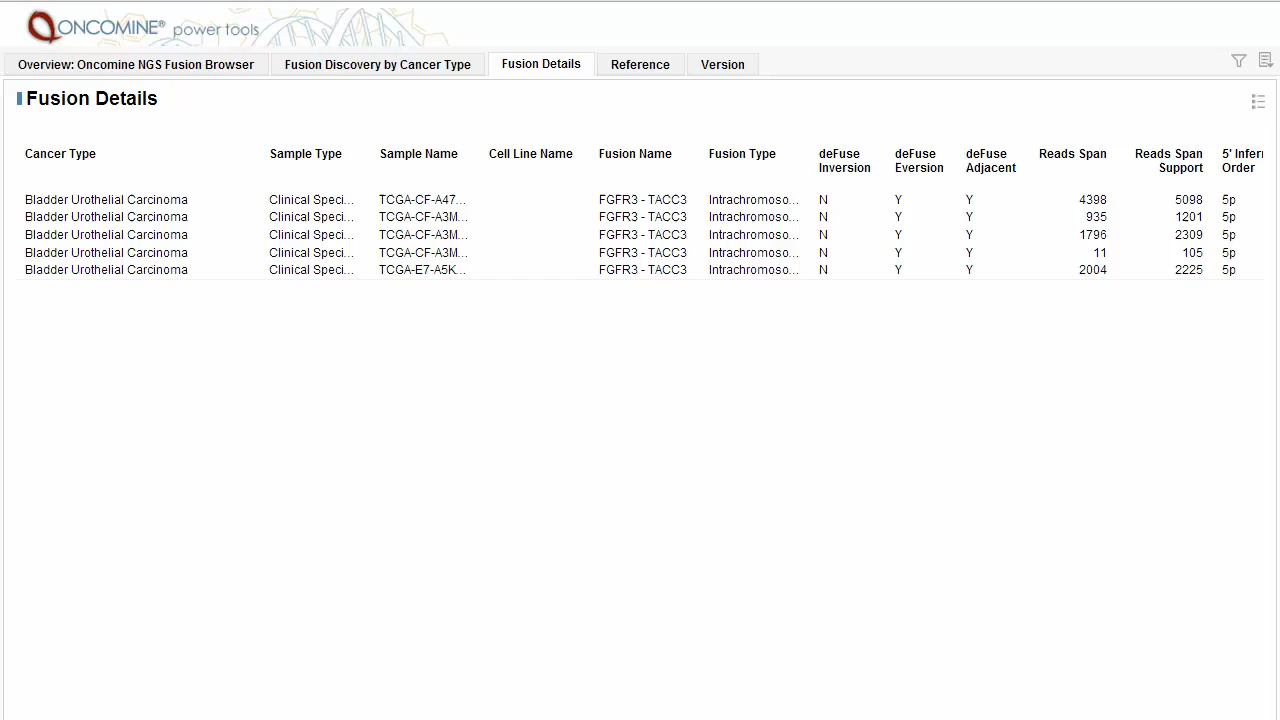 ONCOMINE® power tools
Overview: Oncomine NGS Fusion Browser Fusion Discovery by Cancer Type Fusion Details Reference Version
Fusion Details
Cancer Type Sample Type Sample Name Cell Line Name Fusion Name Fusion Type deFuse Inversion deFuse Eversion deFuse Adjacent Reads Span Reads Span Support 5' Inferr Order
Bladder Urothelial Carcinoma Clinical Speci... TCGA-CF-A47... FGFR3 - TACC3 Intrachromoso... N Y Y 4398 5098 5p
Bladder Urothelial Carcinoma Clinical Speci... TCGA-CF-A3M... FGFR3 - TACC3 Intrachromoso... N Y Y 935 1201 5p
Bladder Urothelial Carcinoma Clinical Speci... TCGA-CF-A3M... FGFR3 - TACC3 Intrachromoso... N Y Y 1796 2309 5p
Bladder Urothelial Carcinoma Clinical Speci... TCGA-CF-A3M... FGFR3 - TACC3 Intrachromoso... N Y Y 11 105 5p
Bladder Urothelial Carcinoma Clinical Speci... TCGA-E7-A5K... FGFR3 - TACC3 Intrachromoso... N Y Y 2004 2225 5p